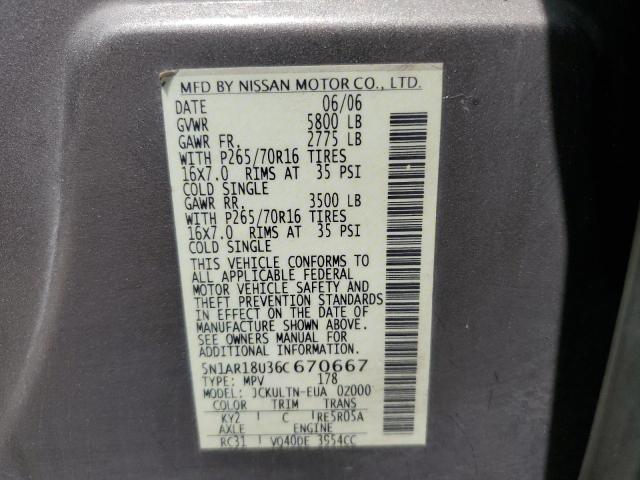 MFD BY NISSAN MOTOR CO., LTD.
DATE 06/06
GVWR 5800 LB
GAWR FR. 2775 LB
WITH P265/70R16 TIRES
16X7.0 RIMS AT 35 PSI
COLD SINGLE
GAWR RR. 3500 LB
WITH P265/70R16 TIRES
16X7.0 RIMS AT 35 PSI
COLD SINGLE
THIS VEHICLE CONFORMS TO
ALL APPLICABLE FEDERAL
MOTOR VEHICLE SAFETY AND
THEFT PREVENTION STANDARDS
IN EFFECT ON THE DATE OF
MANUFACTURE SHOWN ABOVE.
SEE OWNERS MANUAL FOR
ADDITIONAL INFORMATION.
5N1AR18U36C670667
TYPE: MPV 178
MODEL: JCKULTN-EUA 02000
COLOR TRIM TRANS
KY2 C RE5R05A
AXLE ENGINE
RC31 VQ40DE 3954CC